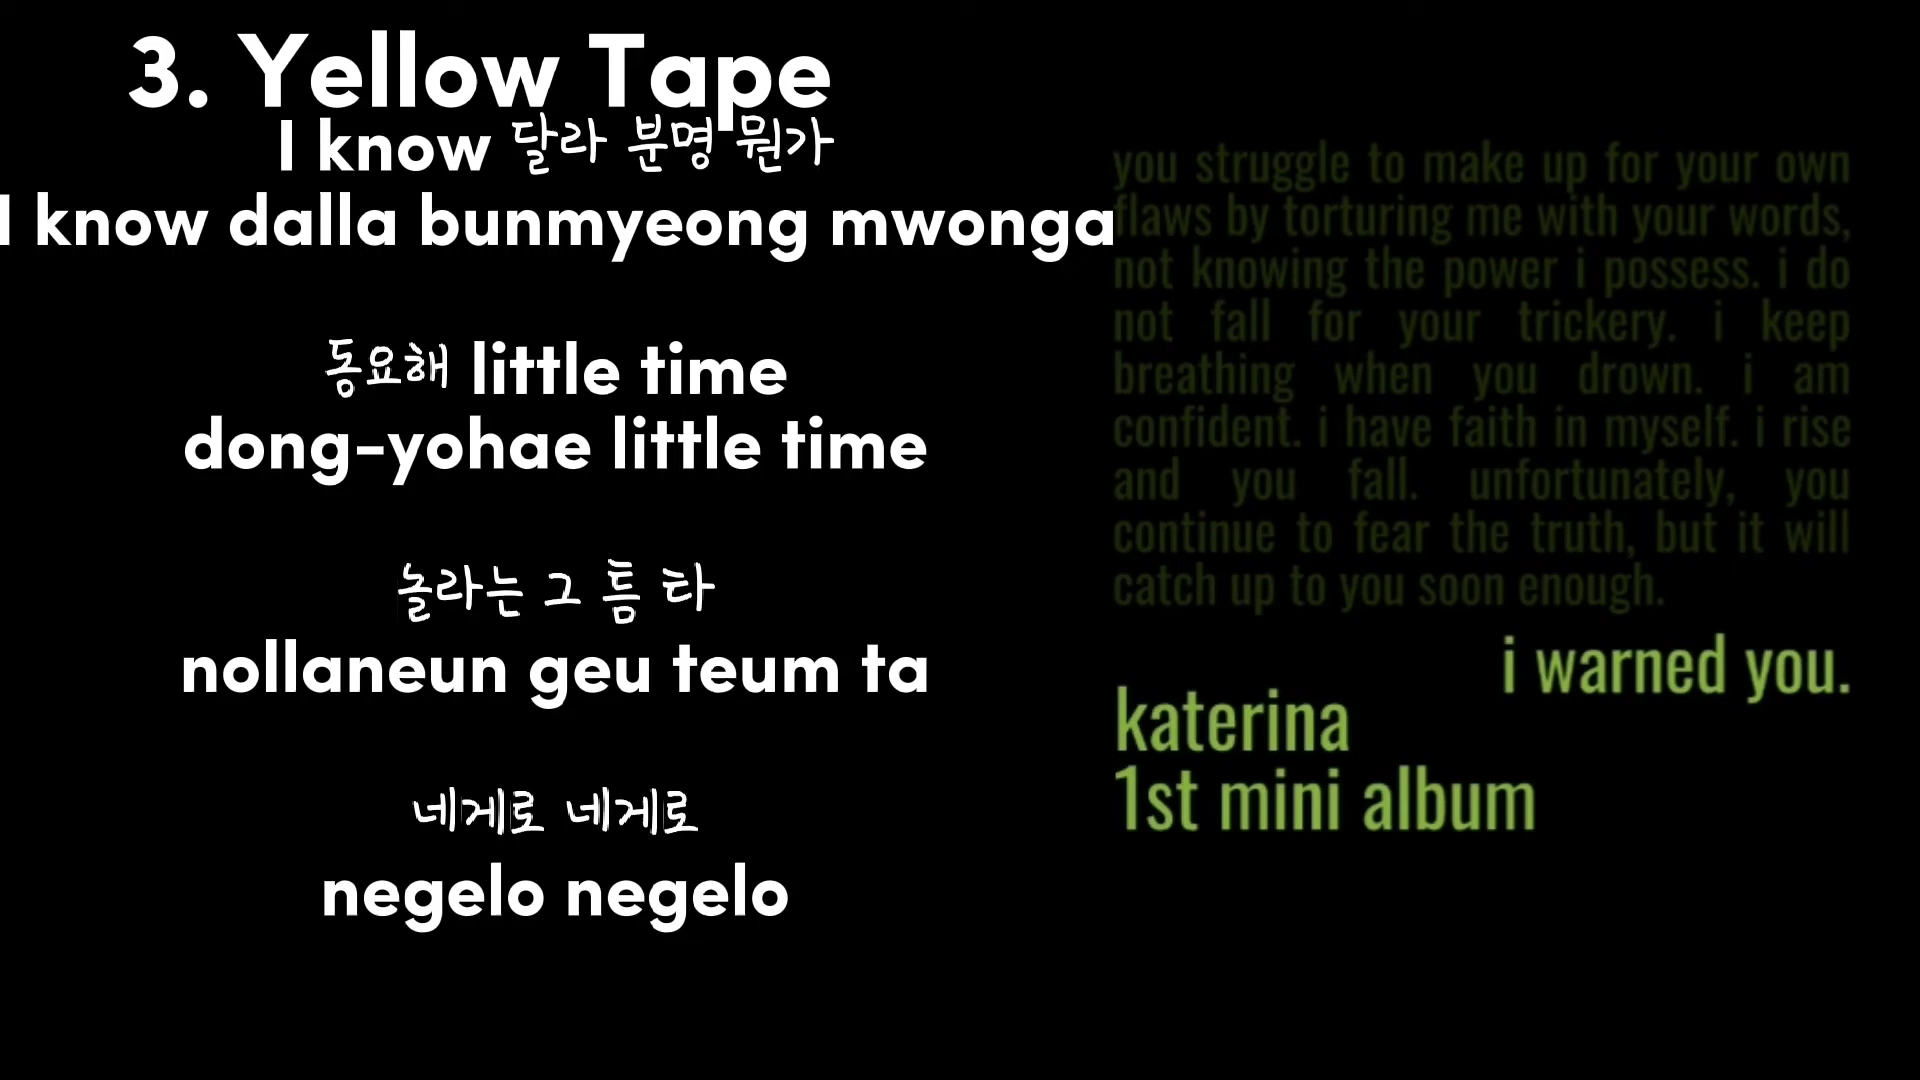 3. Yellow Tape
I know 달라 분명 뭔가
I know dalla bunmyeong mwonga
동요해 little time
dong-yohae little time
놀라는 그 틈 타
nollaneun geu teum ta
네게로 네게로
negelo negelo
you struggle to make up for your own
flaws by torturing me with your words,
not knowing the power i possess. i do
not fall for your trickery. i keep
breathing when you drown. i am
confident. i have faith in myself. i rise
and you fall. unfortunately, you
continue to fear the truth, but it will
catch up to you soon enough.
i warned you.
katerina
1st mini album